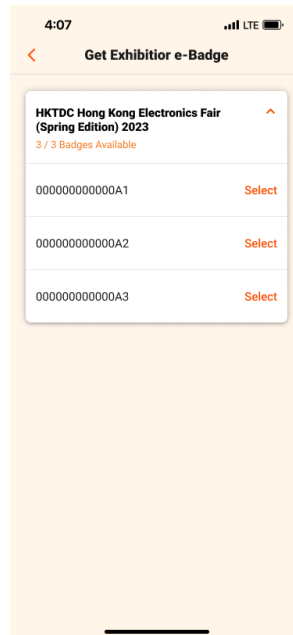 4:07 LTE
Get Exhibitior e-Badge
HKTDC Hong Kong Electronics Fair
(Spring Edition) 2023
3 / 3 Badges Available
000000000000A1 Select
000000000000A2 Select
000000000000A3 Select